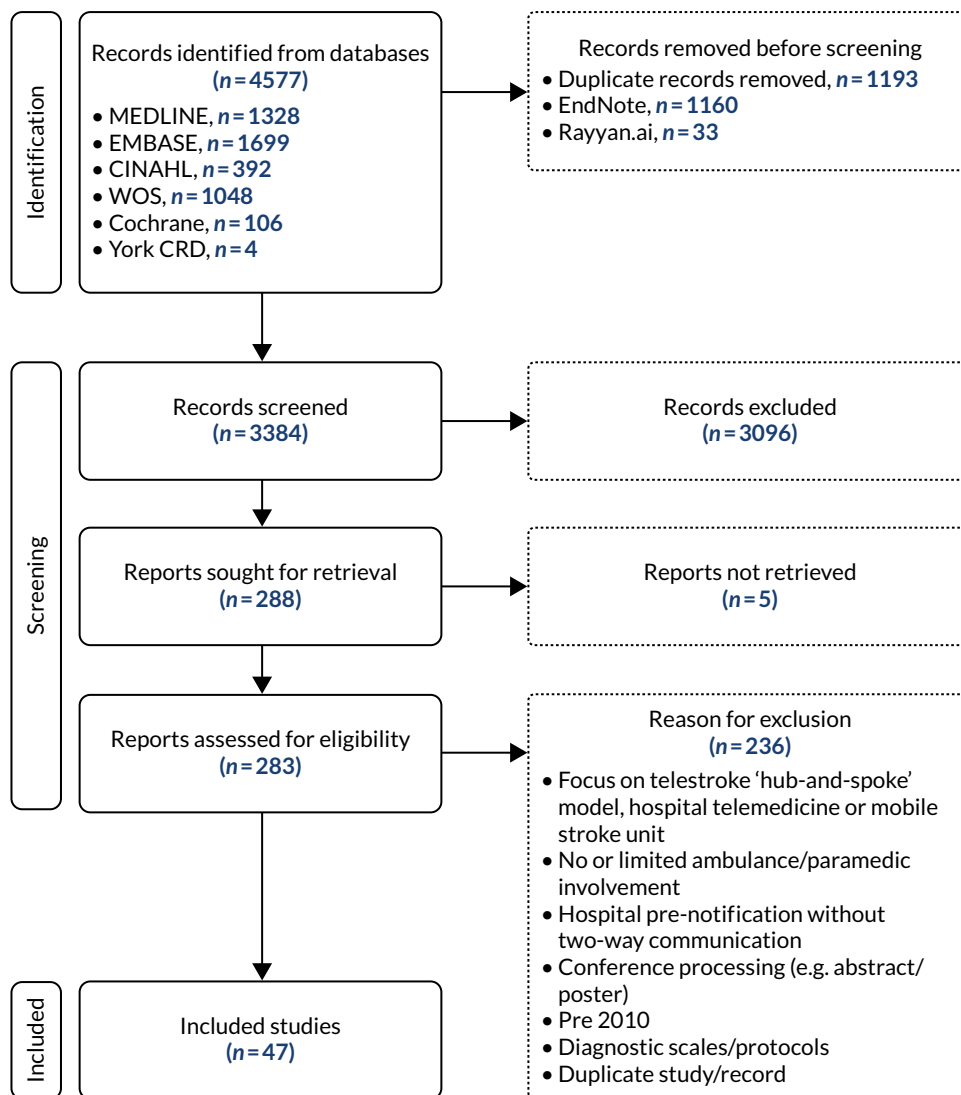 Identification
Records identified from databases
(n = 4577)
• MEDLINE, n = 1328
• EMBASE, n = 1699
• CINAHL, n = 392
• WOS, n = 1048
• Cochrane, n = 106
• York CRD, n = 4
Records removed before screening
• Duplicate records removed, n = 1193
• EndNote, n = 1160
• Rayyan.ai, n = 33
Screening
Records screened
(n = 3384)
Records excluded
(n = 3096)
Reports sought for retrieval
(n = 288)
Reports not retrieved
(n = 5)
Reports assessed for eligibility
(n = 283)
Reason for exclusion
(n = 236)
• Focus on telestroke ‘hub-and-spoke’
model, hospital telemedicine or mobile
stroke unit
• No or limited ambulance/paramedic
involvement
• Hospital pre-notification without
two-way communication
• Conference processing (e.g. abstract/
poster)
• Pre 2010
• Diagnostic scales/protocols
• Duplicate study/record
Included
Included studies
(n = 47)